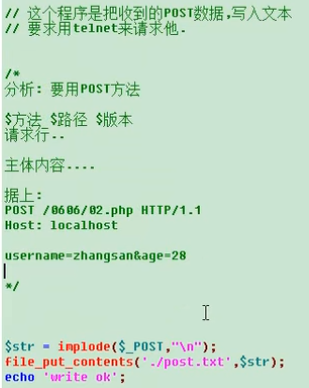 // 这个程序是把收到的POST数据,写入文本
// 要求用telnet来请求他.
/*
分析: 要用POST方法
$方法 $路径 $版本
请求行..
主体内容....
据上:
POST /0606/02.php HTTP/1.1
Host: localhost
username=zhangsan&age=28
*/
$str = implode($_POST,"\n");
file_put_contents('./post.txt',$str);
echo 'write ok';